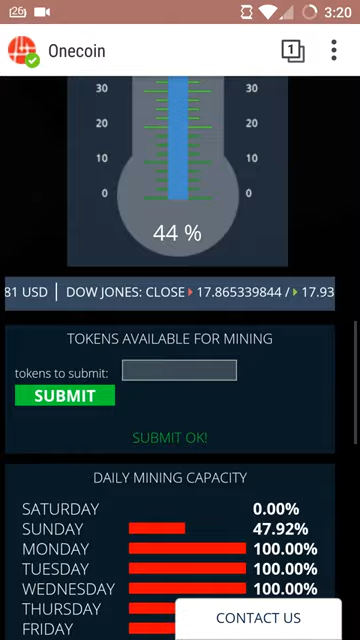 26 3:20
Onecoin 1
30 30
20 20
10 10
0 0
44 %
81 USD | DOW JONES: CLOSE 17.865339844 / 17.93
TOKENS AVAILABLE FOR MINING
tokens to submit:
SUBMIT
SUBMIT OK!
DAILY MINING CAPACITY
SATURDAY 0.00%
SUNDAY 47.92%
MONDAY 100.00%
TUESDAY 100.00%
WEDNESDAY 100.00%
THURSDAY
FRIDAY
CONTACT US